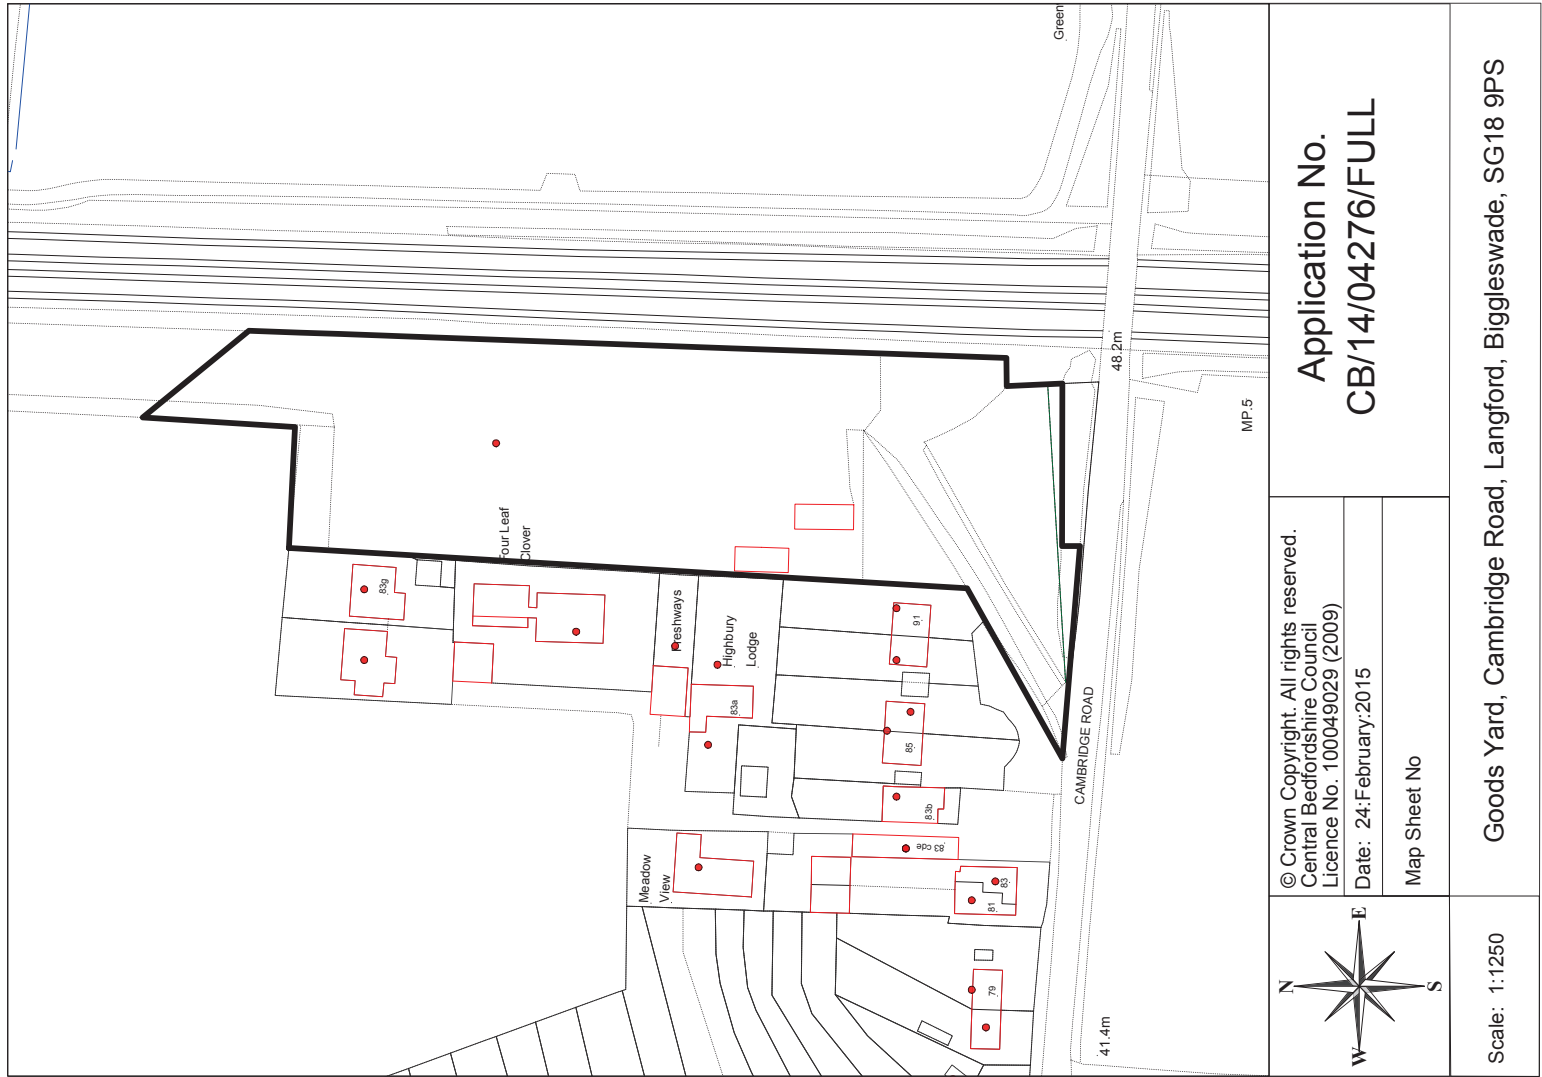 Green
48.2m
MP.5
Four Leaf
Clover
83g
Freshways
Highbury
Lodge
83a
91
85
83b
83 cde
Meadow
View
83
81
79
CAMBRIDGE ROAD
41.4m
N
E
S
W
Scale: 1:1250
© Crown Copyright. All rights reserved.
Central Bedfordshire Council
Licence No. 100049029 (2009)
Date: 24:February:2015
Map Sheet No
Application No.
CB/14/04276/FULL
Goods Yard, Cambridge Road, Langford, Biggleswade, SG18 9PS